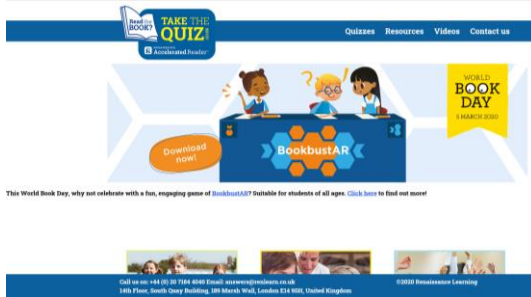 Read the BOOK?
TAKE THE
QUIZ!
Accelerated Reader
Quizzes Resources Videos Contact us
?
?
WORLD
BOOK
DAY
5 MARCH 2020
Download
now!
BookbustAR
This World Book Day, why not celebrate with a fun, engaging game of BookbustAR? Suitable for students of all ages. Click here to find out more!
Call us on: +44 (0) 20 7184 4040 Email: answers@renlearn.co.uk
©2020 Renaissance Learning
14th Floor, South Quay Building, 189 Marsh Wall, London E14 9SH, United Kingdom